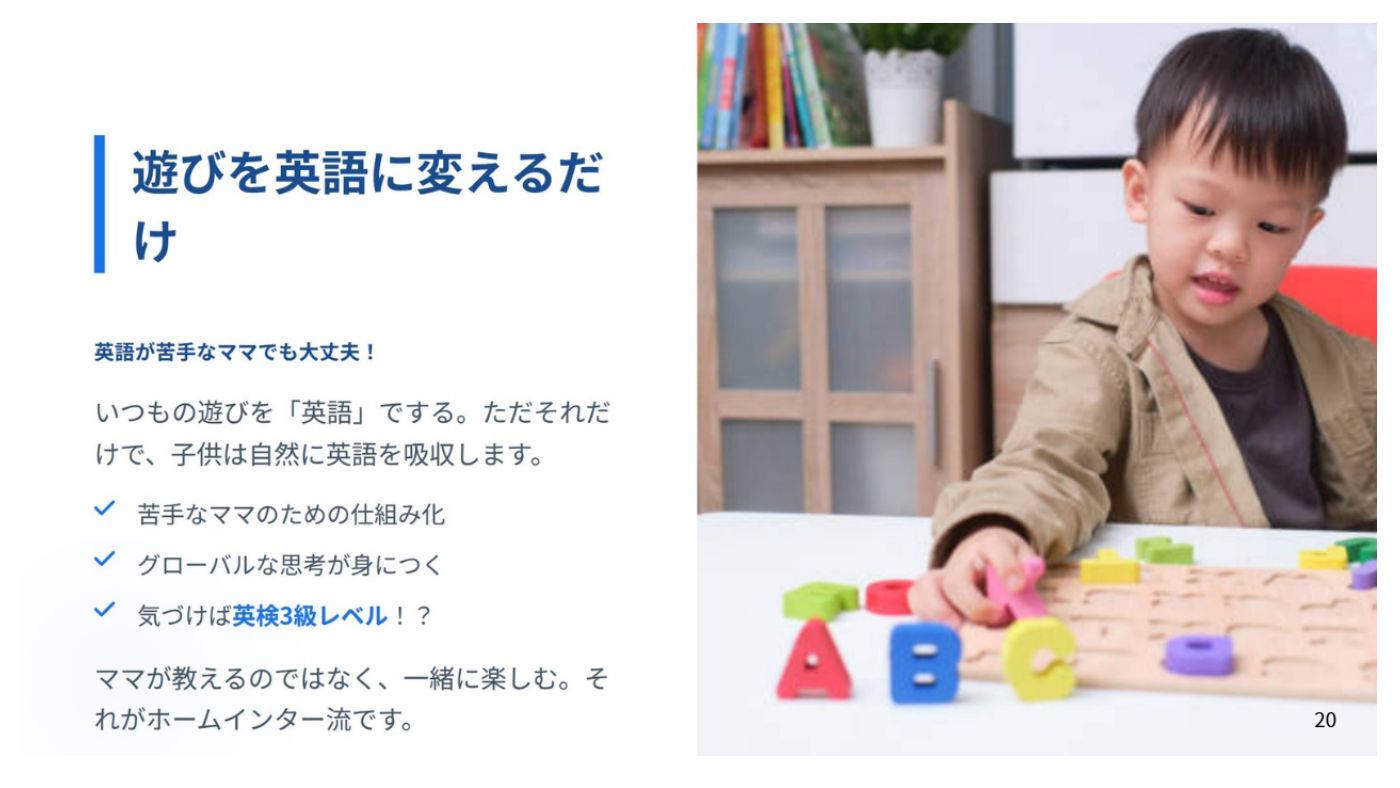 遊びを英語に変えるだ
け
英語が苦手なママでも大丈夫！
いつもの遊びを「英語」でする。ただそれだ
けで、子供は自然に英語を吸収します。
苦手なママのための仕組み化
グローバルな思考が身につく
気づけば英検3級レベル！？
ママが教えるのではなく、一緒に楽しむ。そ
れがホームインター流です。
A B C
20